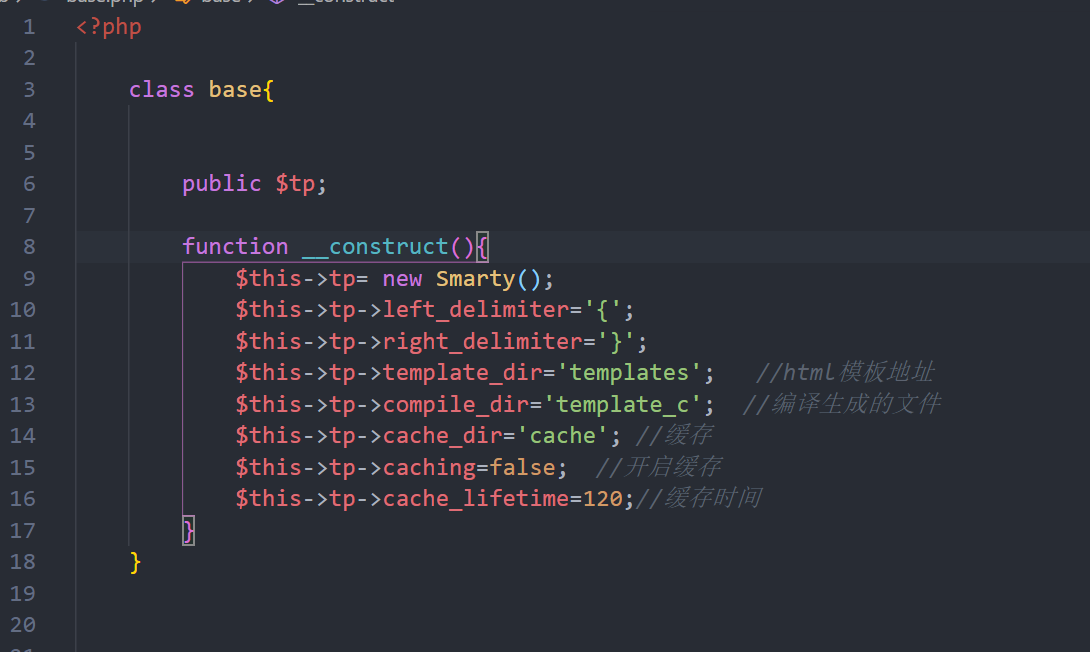 base.php > base > __construct
1 <?php
2
3 class base{
4
5
6 public $tp;
7
8 function __construct(){
9 $this->tp= new Smarty();
10 $this->tp->left_delimiter='{';
11 $this->tp->right_delimiter='}';
12 $this->tp->template_dir='templates'; //html模板地址
13 $this->tp->compile_dir='template_c'; //编译生成的文件
14 $this->tp->cache_dir='cache'; //缓存
15 $this->tp->caching=false; //开启缓存
16 $this->tp->cache_lifetime=120;//缓存时间
17 }
18 }
19
20